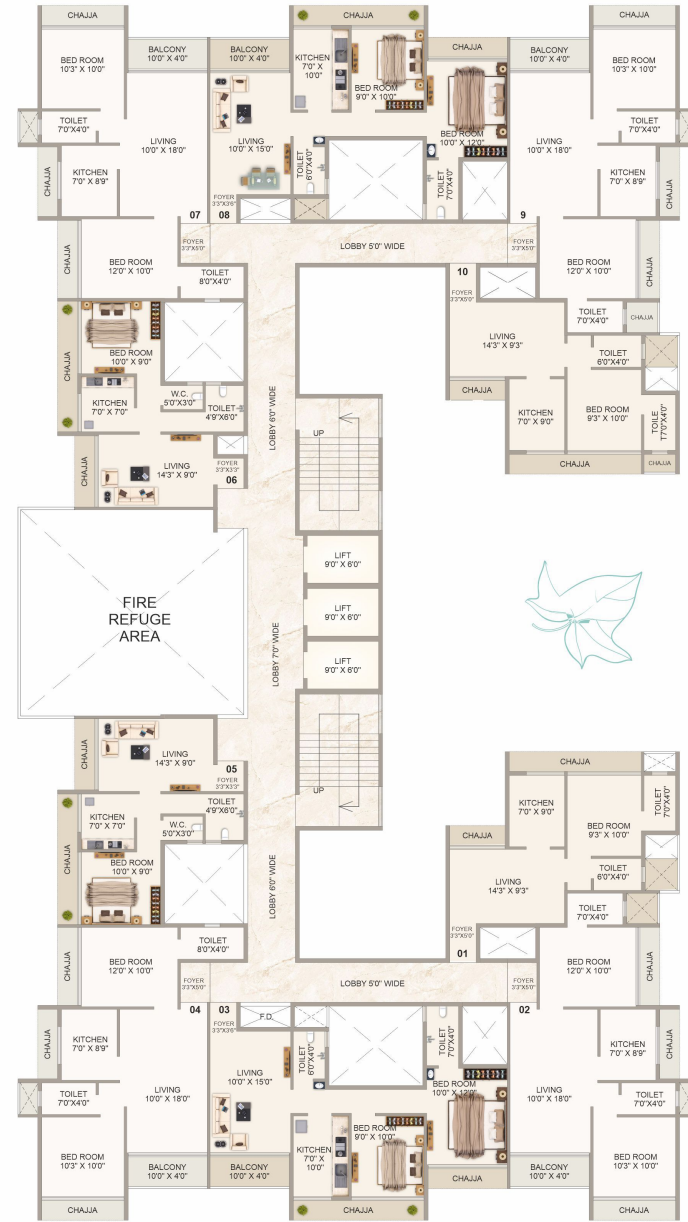 CHAJJA
CHAJJA
CHAJJA
BED ROOM
10'3" X 10'0"
BALCONY
10'0" X 4'0"
BALCONY
10'0" X 4'0"
KITCHEN
7'0" X
10'0"
BED ROOM
9'0" X 10'0"
CHAJJA
BALCONY
10'0" X 4'0"
BED ROOM
10'3" X 10'0"
TOILET
7'0"X4'0"
LIVING
10'0" X 18'0"
LIVING
10'0" X 15'0"
TOILET
6'0"X4'0"
BED ROOM
10'0" X 12'0"
TOILET
7'0"X4'0"
LIVING
10'0" X 18'0"
TOILET
7'0"X4'0"
CHAJJA
KITCHEN
7'0" X 8'9"
KITCHEN
7'0" X 8'9"
CHAJJA
FOYER
3'3"X3'6"
07
08
9
FOYER
3'3"X5'0"
LOBBY 5'0" WIDE
FOYER
3'3"X5'0"
CHAJJA
BED ROOM
12'0" X 10'0"
TOILET
8'0"X4'0"
10
FOYER
3'3"X5'0"
BED ROOM
12'0" X 10'0"
CHAJJA
TOILET
7'0"X4'0"
CHAJJA
CHAJJA
BED ROOM
10'0" X 9'0"
LIVING
14'3" X 9'3"
TOILET
6'0"X4'0"
KITCHEN
7'0" X 7'0"
W.C.
5'0"X3'0"
TOILET
4'9"X6'0"
LOBBY 6'0" WIDE
CHAJJA
KITCHEN
7'0" X 9'0"
BED ROOM
9'3" X 10'0"
TOILE
T7'0"X4'0"
UP
CHAJJA
LIVING
14'3" X 9'0"
FOYER
3'3"X3'3"
06
CHAJJA
CHAJJA
FIRE
REFUGE
AREA
LIFT
9'0" X 6'0"
LIFT
9'0" X 6'0"
LIFT
9'0" X 6'0"
LOBBY 7'0" WIDE
CHAJJA
LIVING
14'3" X 9'0"
05
FOYER
3'3"X3'3"
UP
CHAJJA
KITCHEN
7'0" X 7'0"
W.C.
5'0"X3'0"
TOILET
4'9"X6'0"
KITCHEN
7'0" X 9'0"
BED ROOM
9'3" X 10'0"
TOILET
7'0"X4'0"
CHAJJA
BED ROOM
10'0" X 9'0"
LOBBY 6'0" WIDE
CHAJJA
LIVING
14'3" X 9'3"
TOILET
6'0"X4'0"
TOILET
7'0"X4'0"
CHAJJA
BED ROOM
12'0" X 10'0"
TOILET
8'0"X4'0"
FOYER
3'3"X5'0"
01
BED ROOM
12'0" X 10'0"
CHAJJA
FOYER
3'3"X5'0"
LOBBY 5'0" WIDE
FOYER
3'3"X5'0"
04
03
02
FOYER
3'3"X3'6"
F.D.
CHAJJA
KITCHEN
7'0" X 8'9"
TOILET
6'0"X4'0"
TOILET
7'0"X4'0"
KITCHEN
7'0" X 8'9"
CHAJJA
TOILET
7'0"X4'0"
LIVING
10'0" X 18'0"
LIVING
10'0" X 15'0"
BED ROOM
10'0" X 12'0"
LIVING
10'0" X 18'0"
TOILET
7'0"X4'0"
BED ROOM
10'3" X 10'0"
BALCONY
10'0" X 4'0"
BALCONY
10'0" X 4'0"
KITCHEN
7'0" X
10'0"
BED ROOM
9'0" X 10'0"
CHAJJA
BALCONY
10'0" X 4'0"
BED ROOM
10'3" X 10'0"
CHAJJA
CHAJJA
CHAJJA